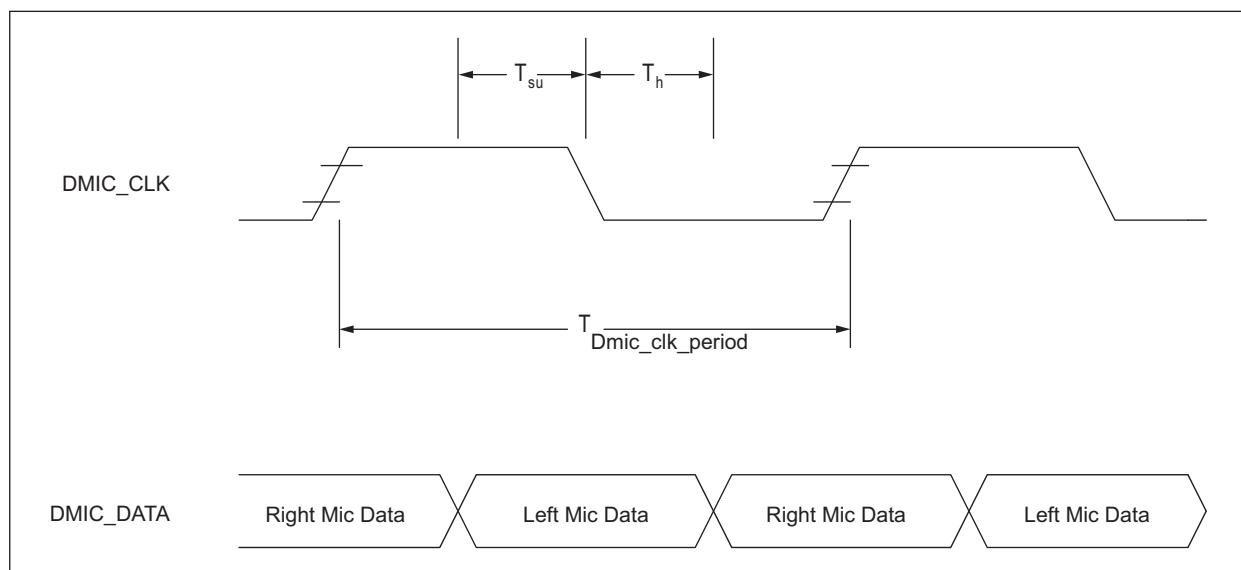 Tsu Th
DMIC_CLK
TDmic_clk_period
DMIC_DATA Right Mic Data Left Mic Data Right Mic Data Left Mic Data